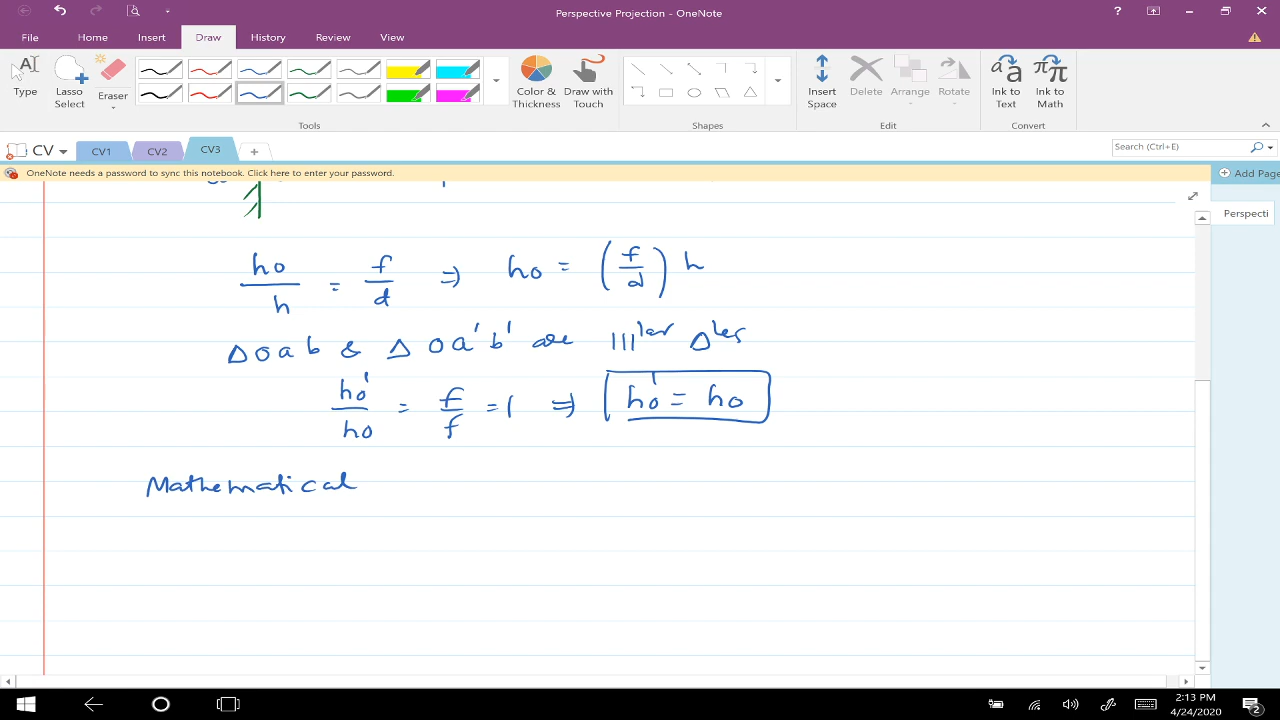 Perspective Projection - OneNote
File Home Insert Draw History Review View
Type Lasso Select Eraser Color & Thickness Draw with Touch Insert Space Delete Arrange Rotate Ink to Text Ink to Math
Tools Shapes Edit Convert
CV CV1 CV2 CV3 Search (Ctrl+E)
OneNote needs a password to sync this notebook. Click here to enter your password. Add Page
Perspecti
ho/h = f/d ⇒ ho = (f/d) h
Δ o a b & Δ o a' b' are |||lar Δles
ho'/ho = f/f = 1 ⇒ ho' = ho
Mathematical
2:13 PM
4/24/2020
2